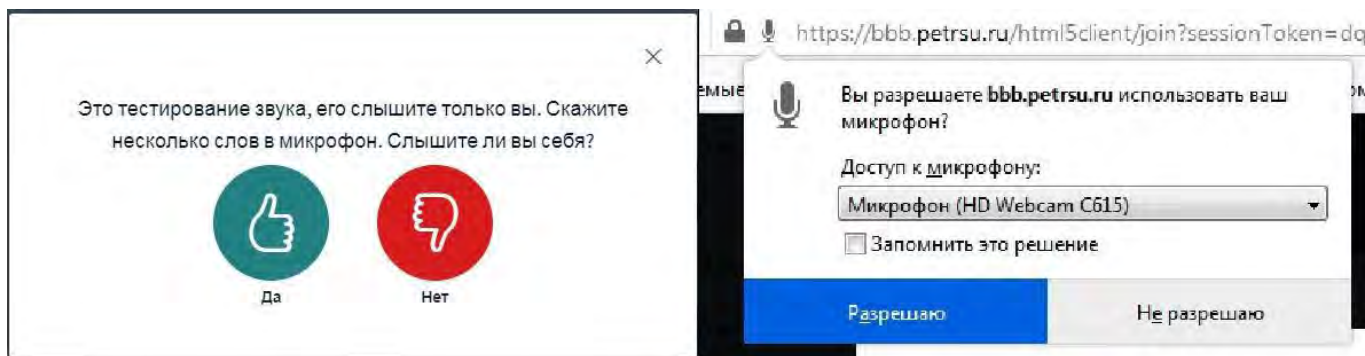 Это тестирование звука, его слышите только вы. Скажите
несколько слов в микрофон. Слышите ли вы себя?
Да
Нет
https://bbb.petrsu.ru/html5client/join?sessionToken=dq
емые
Вы разрешаете bbb.petrsu.ru использовать ваш
микрофон?
Доступ к микрофону:
Микрофон (HD Webcam C615)
Запомнить это решение
Разрешаю
Не разрешаю